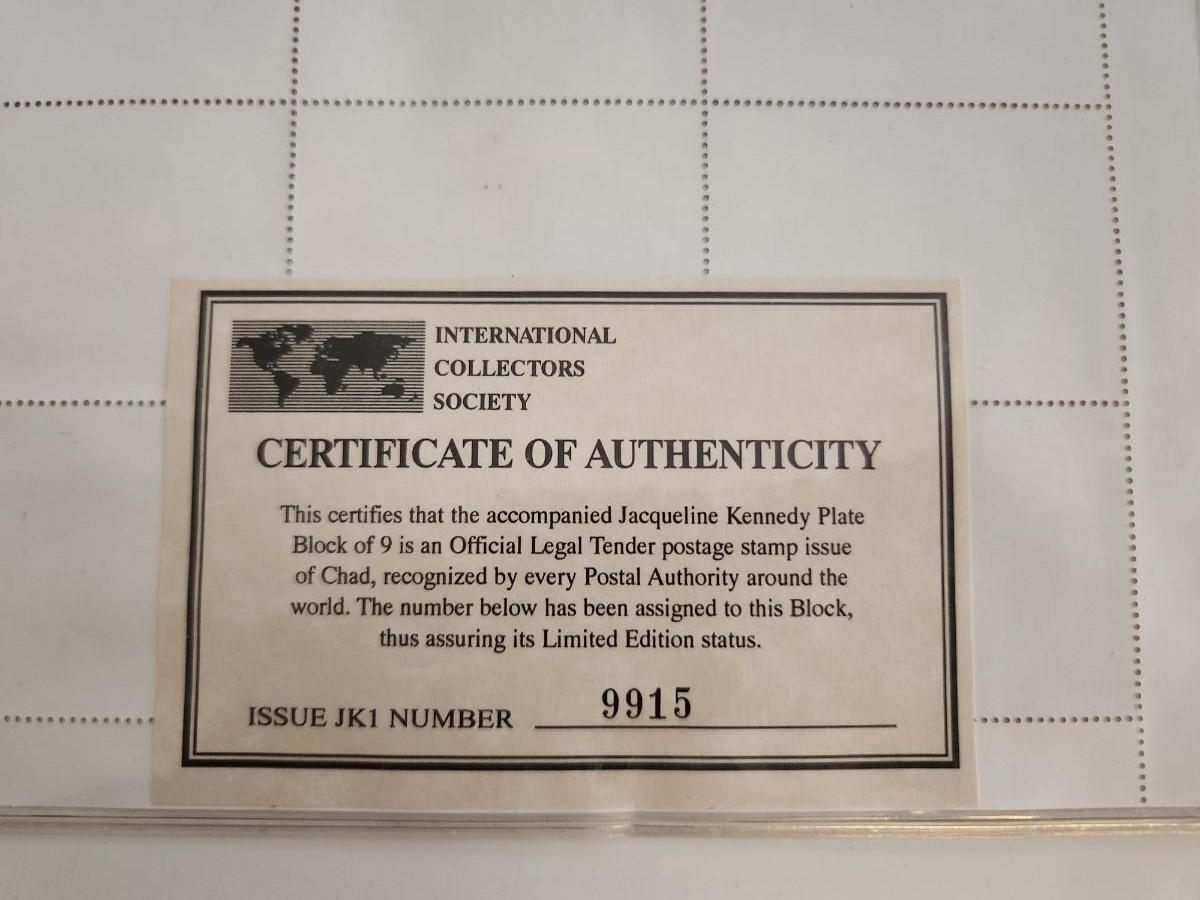 INTERNATIONAL
COLLECTORS
SOCIETY
CERTIFICATE OF AUTHENTICITY
This certifies that the accompanied Jacqueline Kennedy Plate
Block of 9 is an Official Legal Tender postage stamp issue
of Chad, recognized by every Postal Authority around the
world. The number below has been assigned to this Block,
thus assuring its Limited Edition status.
ISSUE JK1 NUMBER 9915